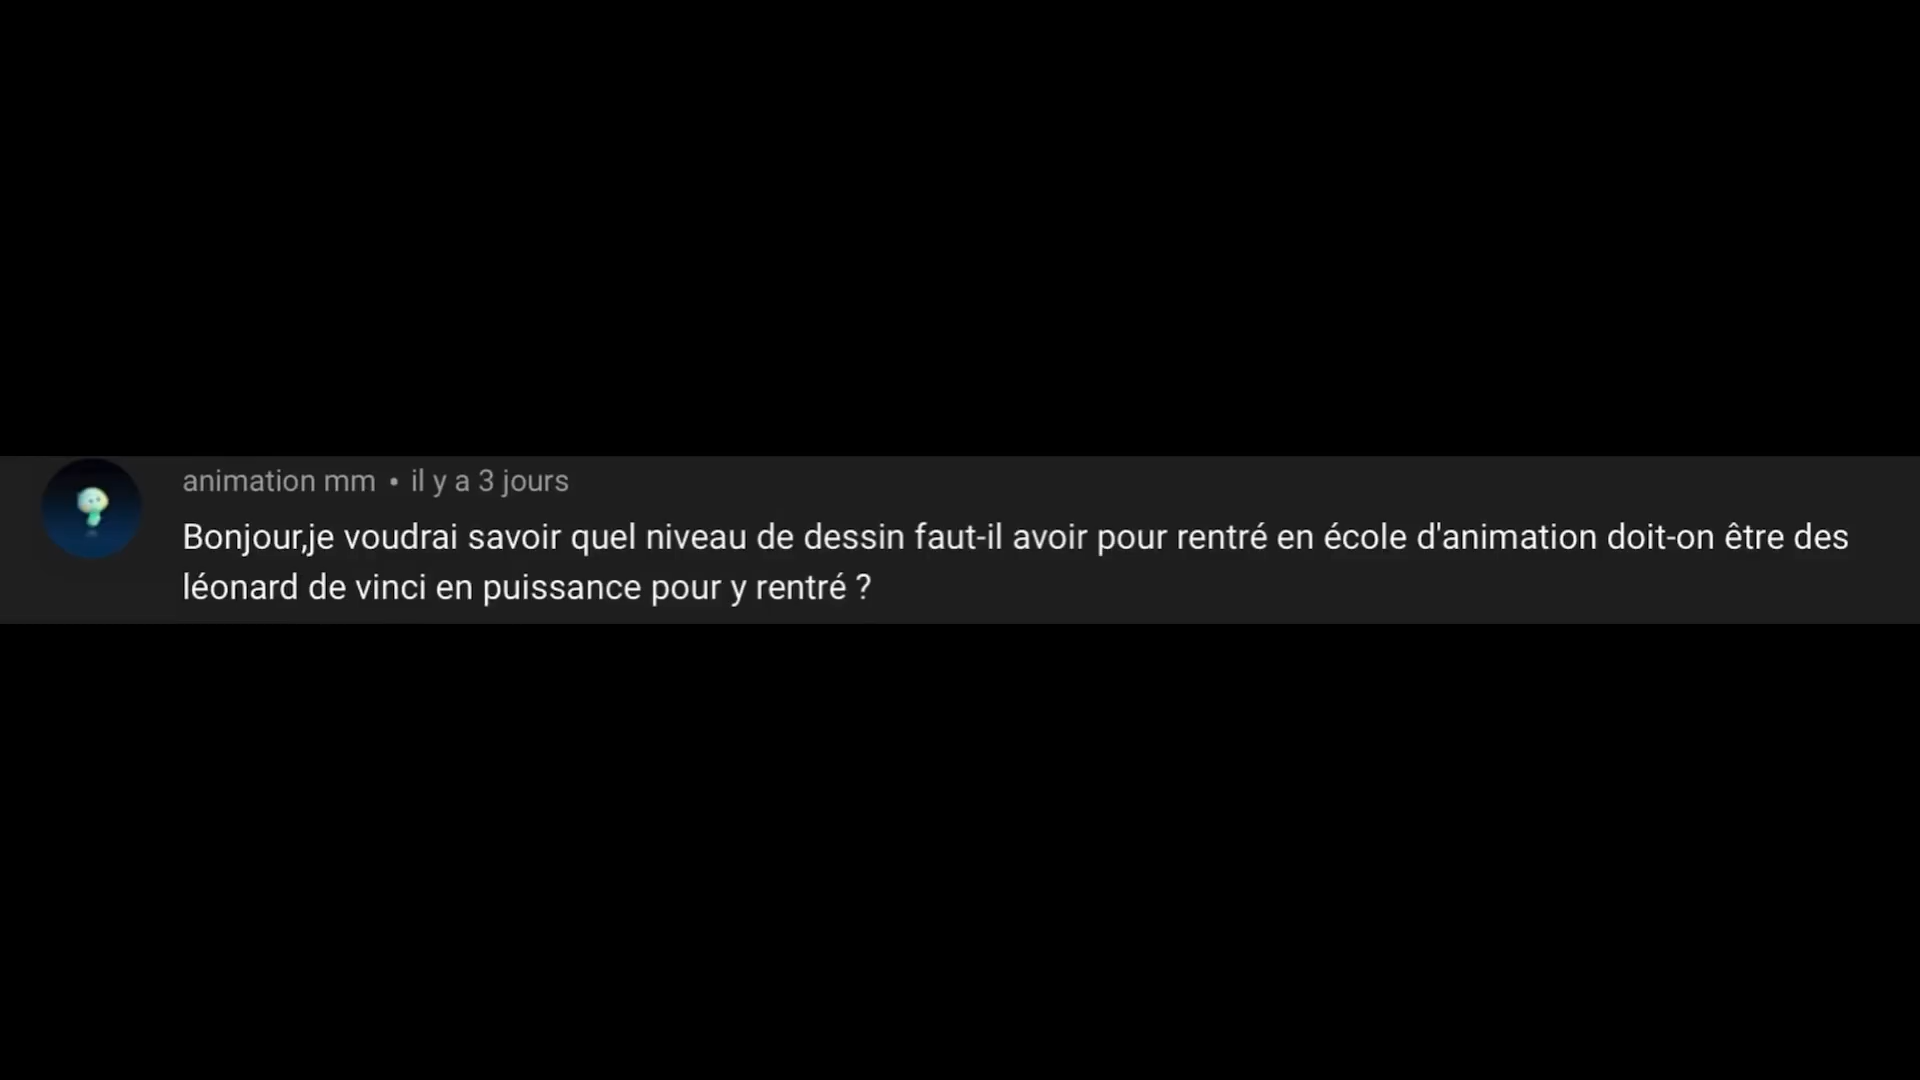 animation mm • il y a 3 jours
Bonjour,je voudrai savoir quel niveau de dessin faut-il avoir pour rentré en école d'animation doit-on être des
léonard de vinci en puissance pour y rentré ?